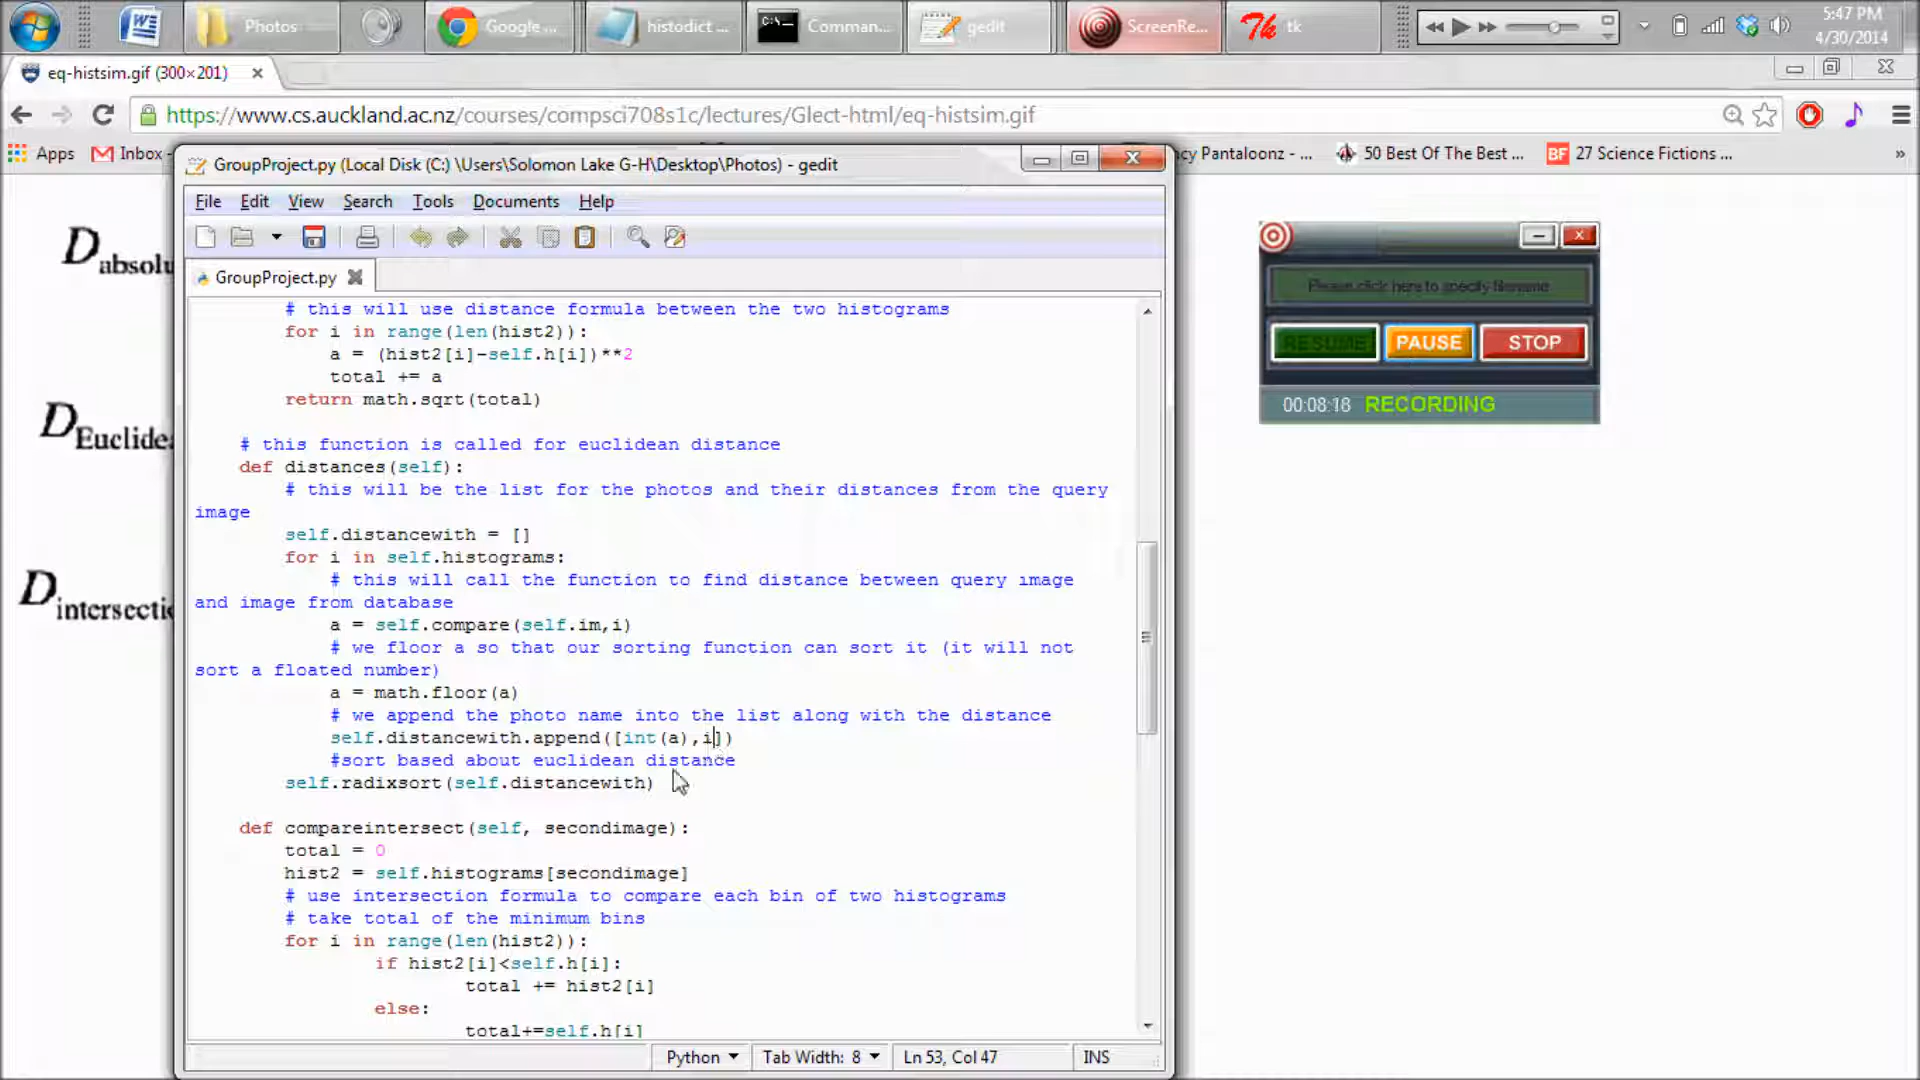 Photos
Google ...
histodict ...
Comman...
gedit
ScreenRe...
Tk tk
5:47 PM
4/30/2014
eq-histsim.gif (300×201)
https://www.cs.auckland.ac.nz/courses/compsci708s1c/lectures/Glect-html/eq-histsim.gif
Apps
Inbox
cy Pantaloonz - ...
50 Best Of The Best ...
BF 27 Science Fictions ...
»
GroupProject.py (Local Disk (C:) \Users\Solomon Lake G-H\Desktop\Photos) - gedit
File Edit View Search Tools Documents Help
GroupProject.py
# this will use distance formula between the two histograms
for i in range(len(hist2)):
a = (hist2[i]-self.h[i])**2
total += a
return math.sqrt(total)
# this function is called for euclidean distance
def distances(self):
# this will be the list for the photos and their distances from the query
image
self.distancewith = []
for i in self.histograms:
# this will call the function to find distance between query image
and image from database
a = self.compare(self.im,i)
# we floor a so that our sorting function can sort it (it will not
sort a floated number)
a = math.floor(a)
# we append the photo name into the list along with the distance
self.distancewith.append([int(a),i])
#sort based about euclidean distance
self.radixsort(self.distancewith)
def compareintersect(self, secondimage):
total = 0
hist2 = self.histograms[secondimage]
# use intersection formula to compare each bin of two histograms
# take total of the minimum bins
for i in range(len(hist2)):
if hist2[i]<self.h[i]:
total += hist2[i]
else:
total+=self.h[i]
Python Tab Width: 8 Ln 53, Col 47 INS
D absolu
D Euclidea
D intersecti
Please click here to specify filename
RESUME PAUSE STOP
00:08:18 RECORDING